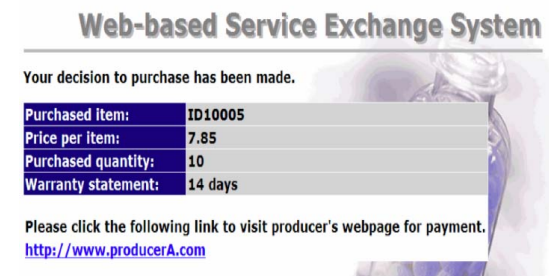 Web-based Service Exchange System
Your decision to purchase has been made.
Purchased item: ID10005
Price per item: 7.85
Purchased quantity: 10
Warranty statement: 14 days
Please click the following link to visit producer's webpage for payment.
http://www.producerA.com